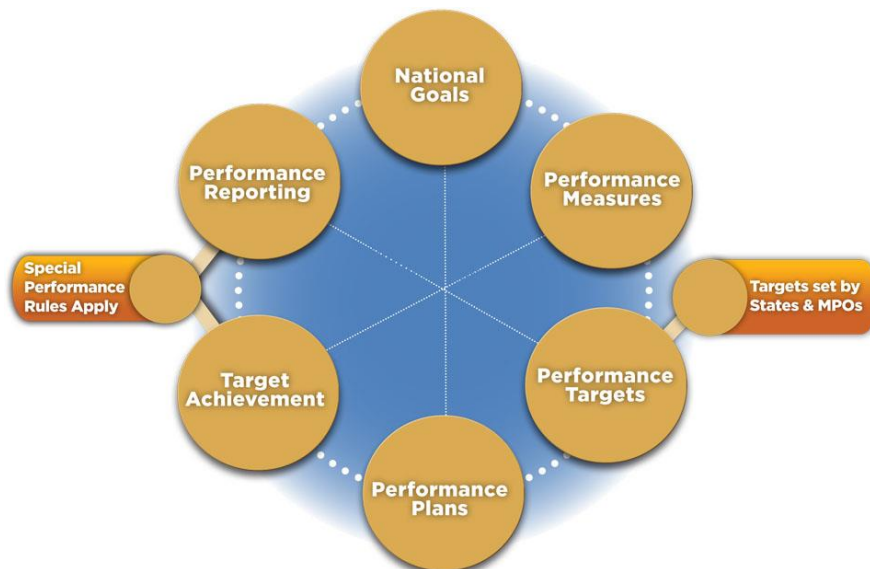 National
Goals
Performance
Measures
Performance
Targets
Performance
Plans
Target
Achievement
Performance
Reporting
Special
Performance
Rules Apply
Targets set by
States & MPOs